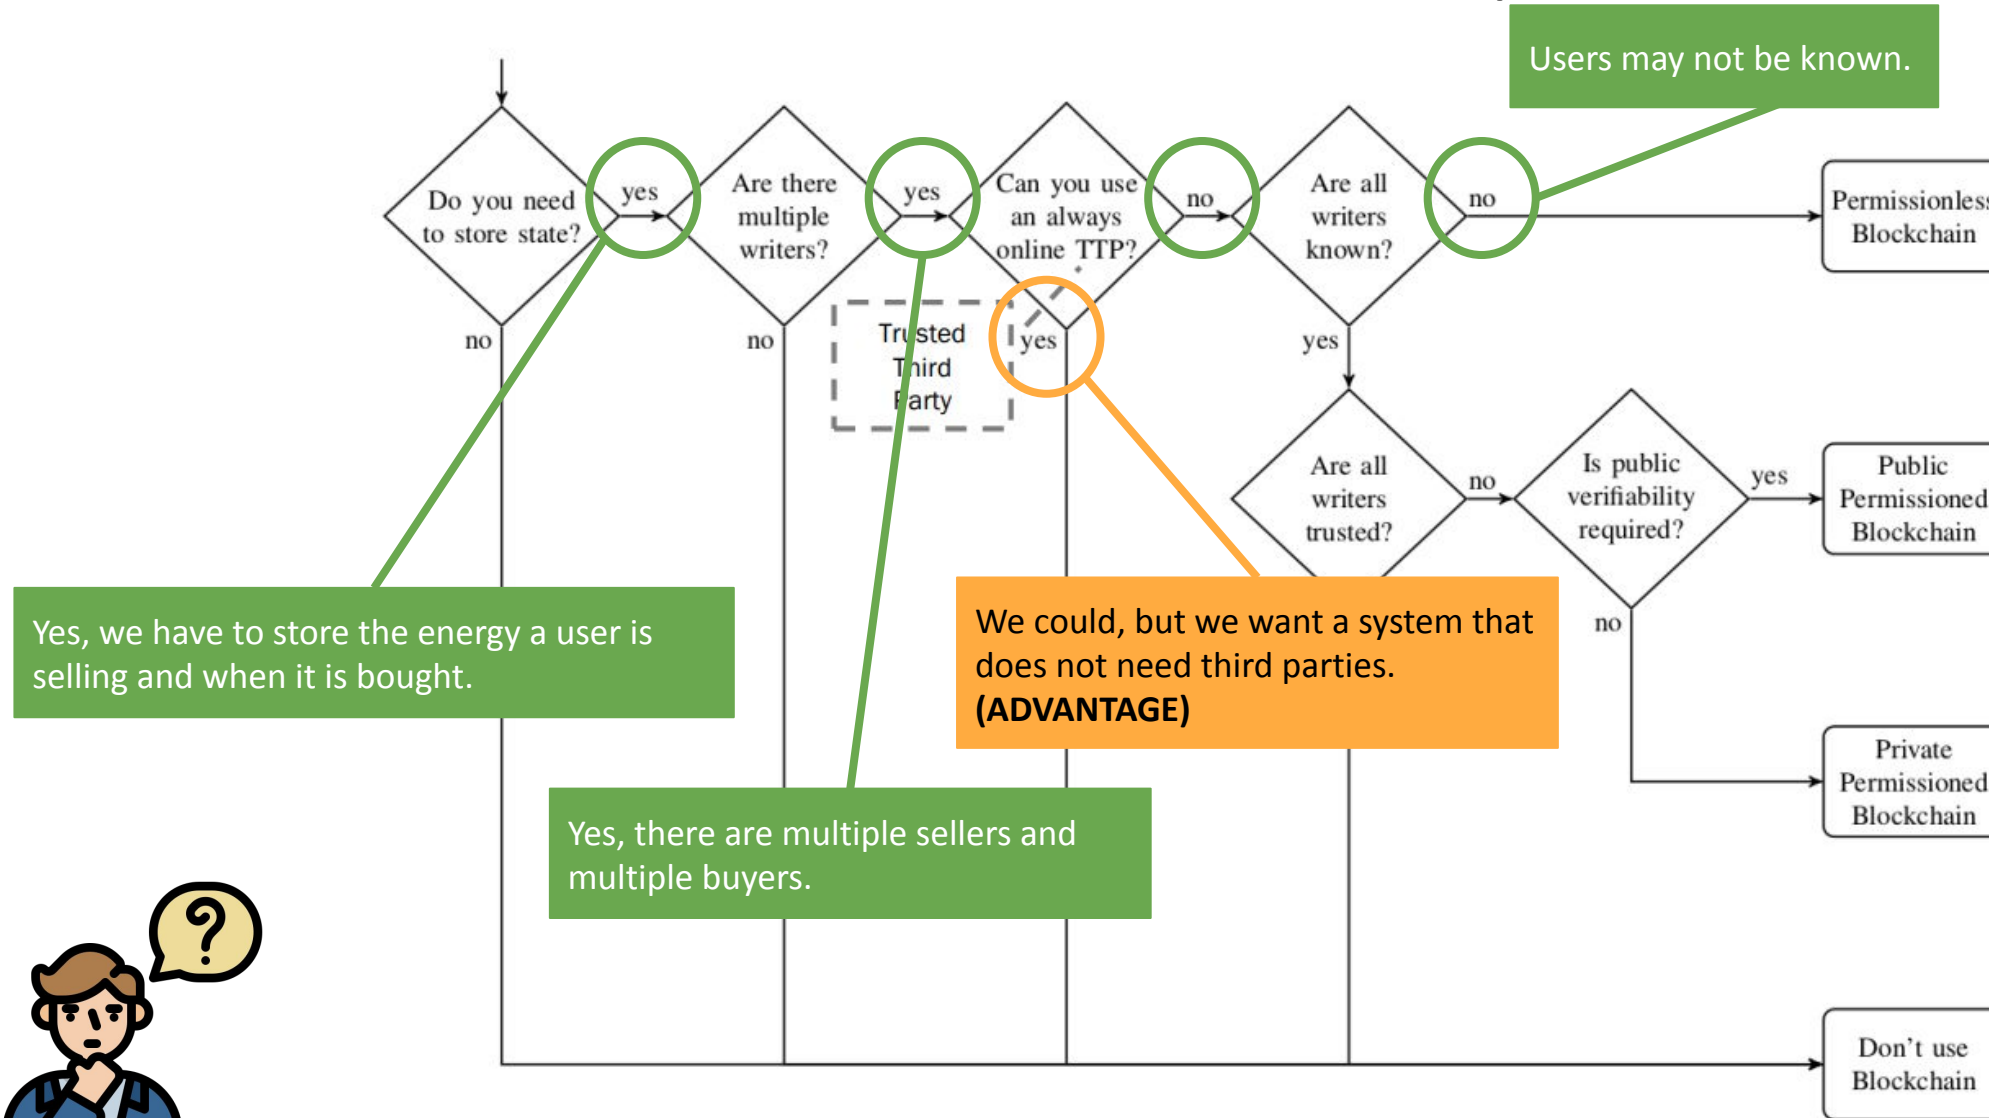 Users may not be known.
Do you need
to store state?
yes
Are there
multiple
writers?
yes
Can you use
an always
online TTP?
no
Are all
writers
known?
no
Permissionless
Blockchain
no
no
Trusted
Third
Party
yes
yes
Are all
writers
trusted?
no
Is public
verifiability
required?
yes
Public
Permissioned
Blockchain
Yes, we have to store the energy a user is
selling and when it is bought.
We could, but we want a system that
does not need third parties.
(ADVANTAGE)
no
Private
Permissioned
Blockchain
Yes, there are multiple sellers and
multiple buyers.
?
Don't use
Blockchain